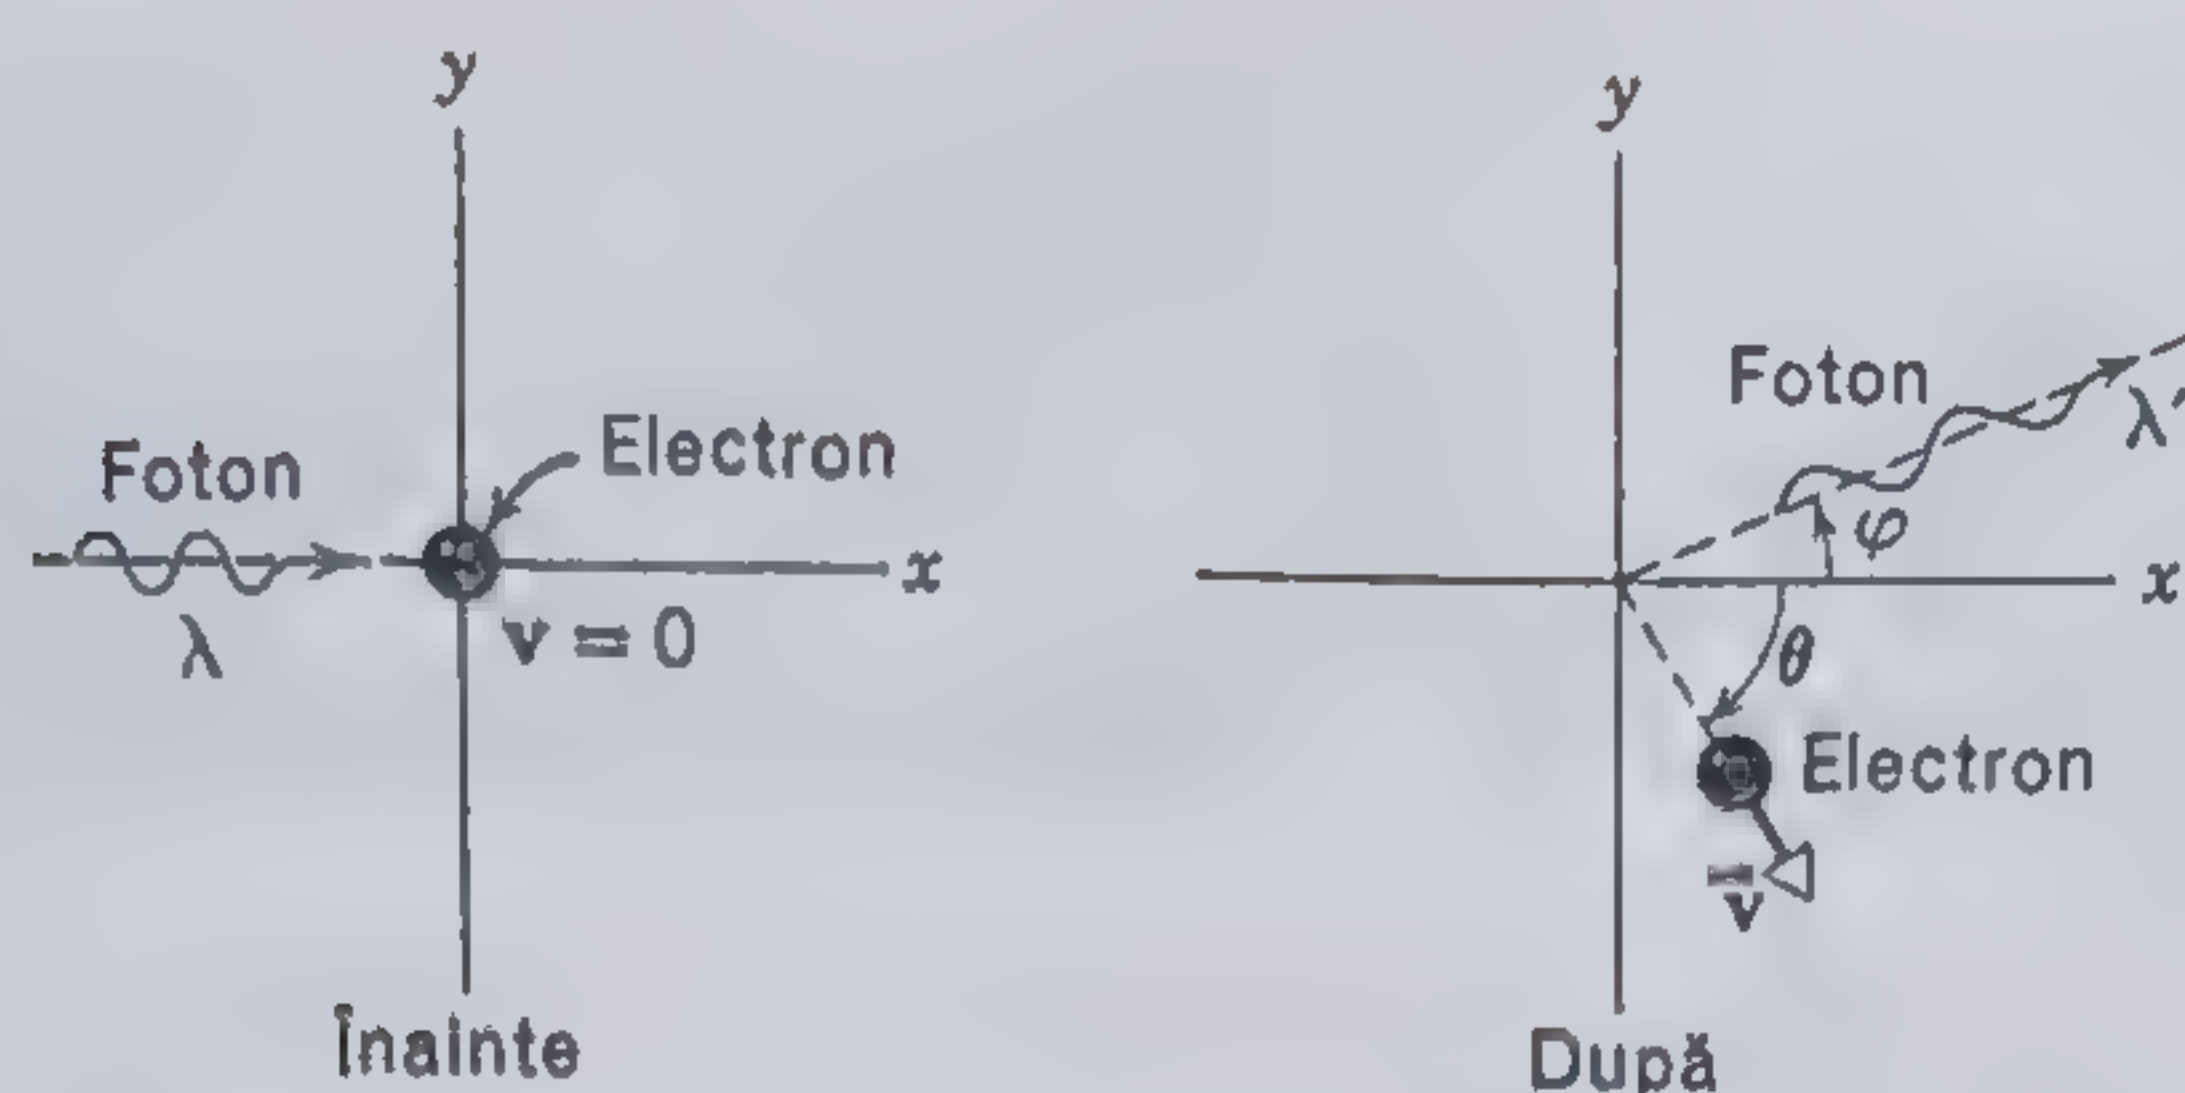 y
Foton
Electron
x
λ
v = 0
Înainte
y
Foton
λ′
φ
x
θ
Electron
v̄
După